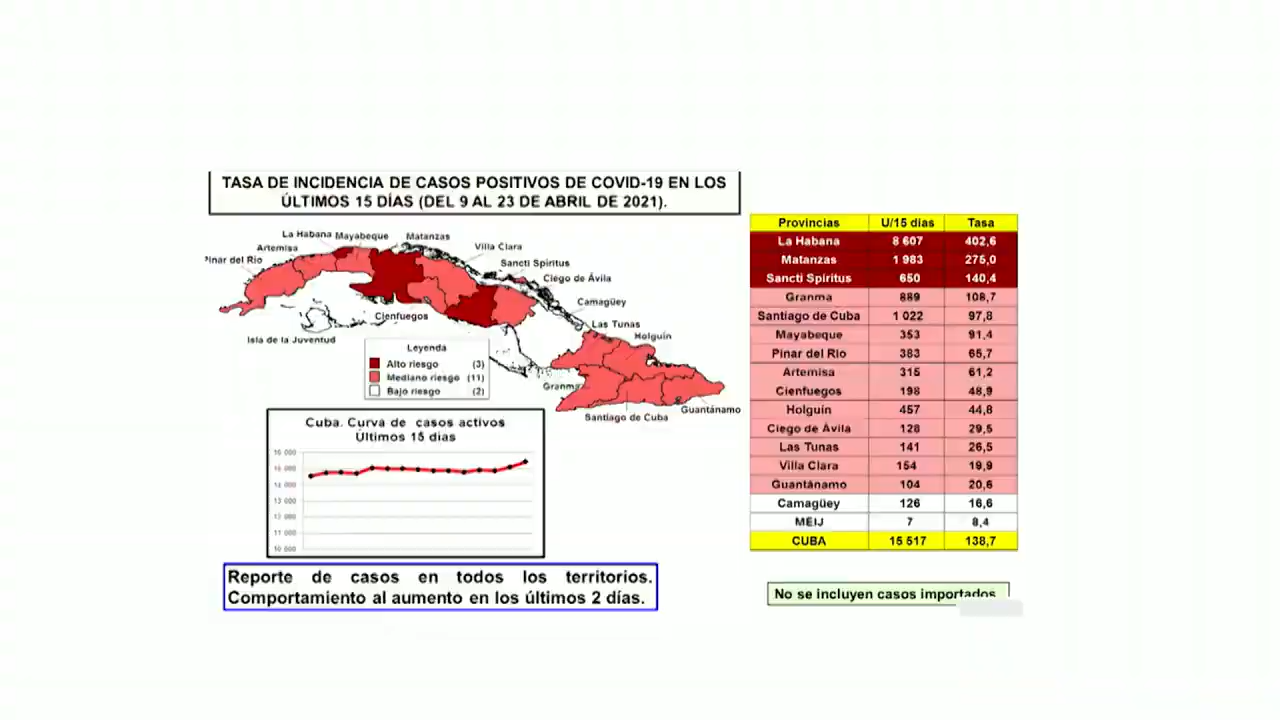 TASA DE INCIDENCIA DE CASOS POSITIVOS DE COVID-19 EN LOS
ÚLTIMOS 15 DÍAS (DEL 9 AL 23 DE ABRIL DE 2021).
La Habana
Mayabeque
Matanzas
Artemisa
Villa Clara
Pinar del Rio
Sancti Spiritus
Ciego de Ávila
Camagüey
Cienfuegos
Las Tunas
Holguín
Isla de la Juventud
Granma
Guantánamo
Santiago de Cuba
Leyenda
Alto riesgo (3)
Mediano riesgo (11)
Bajo riesgo (2)
Cuba. Curva de casos activos
Últimos 15 dias
16 000
15 000
14 000
13 000
12 000
11 000
10 000
Reporte de casos en todos los territorios.
Comportamiento al aumento en los últimos 2 días.
Provincias U/15 dias Tasa
La Habana 8 607 402,6
Matanzas 1 983 275,0
Sancti Spiritus 650 140,4
Granma 889 108,7
Santiago de Cuba 1 022 97,8
Mayabeque 353 91,4
Pinar del Rio 383 65,7
Artemisa 315 61,2
Cienfuegos 198 48,9
Holguín 457 44,8
Ciego de Ávila 128 29,5
Las Tunas 141 26,5
Villa Clara 154 19,9
Guantánamo 104 20,6
Camagüey 126 16,6
MEIJ 7 8,4
CUBA 15 517 138,7
No se incluyen casos importados